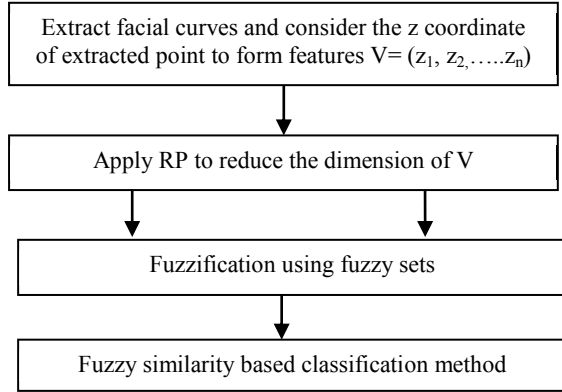 Extract facial curves and consider the z coordinate
of extracted point to form features V= (z1, z2,…..zn)
Apply RP to reduce the dimension of V
Fuzzification using fuzzy sets
Fuzzy similarity based classification method